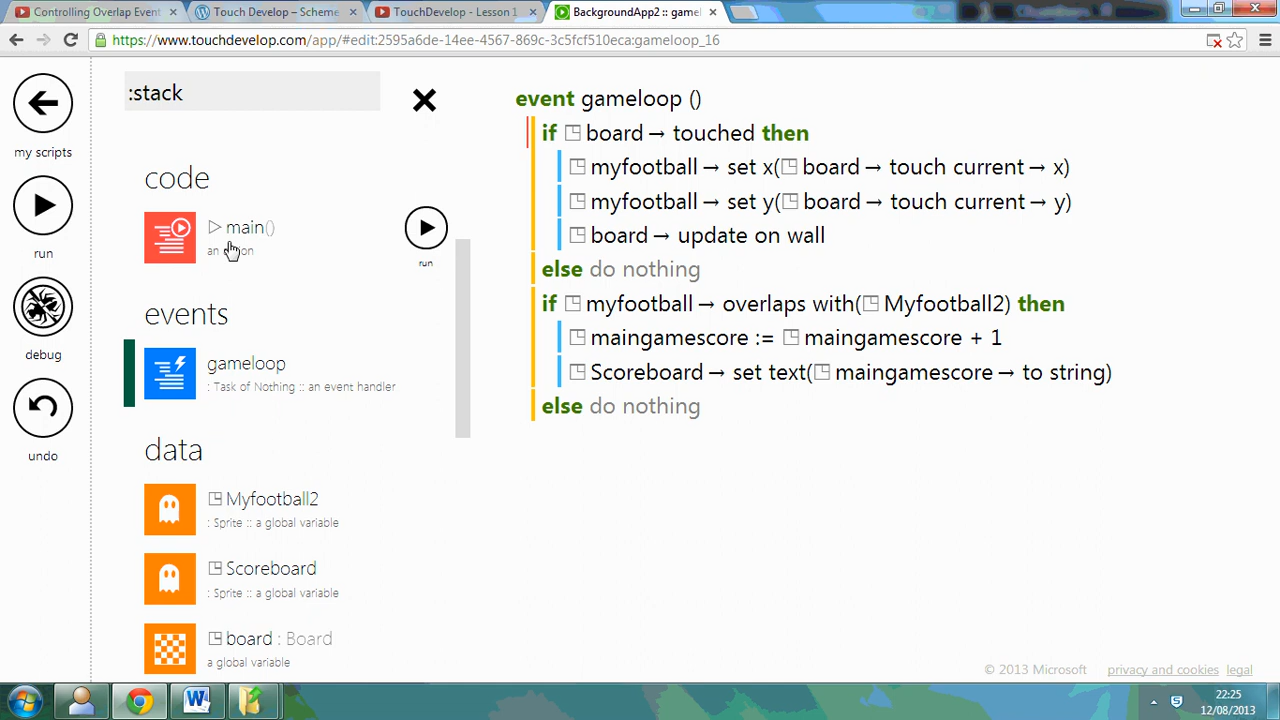 Controlling Overlap Event
Touch Develop – Scheme
TouchDevelop - Lesson 1
BackgroundApp2 :: gamel
https://www.touchdevelop.com/app/#edit:2595a6de-14ee-4567-869c-3c5fcf510eca:gameloop_16
my scripts
run
debug
undo
:stack
code
▷ main()
run
events
gameloop
: Task of Nothing :: an event handler
data
Myfootball2
: Sprite :: a global variable
Scoreboard
: Sprite :: a global variable
board : Board
a global variable
event gameloop ()
if board → touched then
myfootball → set x(board → touch current → x)
myfootball → set y(board → touch current → y)
board → update on wall
else do nothing
if myfootball → overlaps with(Myfootball2) then
maingamescore := maingamescore + 1
Scoreboard → set text(maingamescore → to string)
else do nothing
© 2013 Microsoft privacy and cookies legal
22:25
12/08/2013